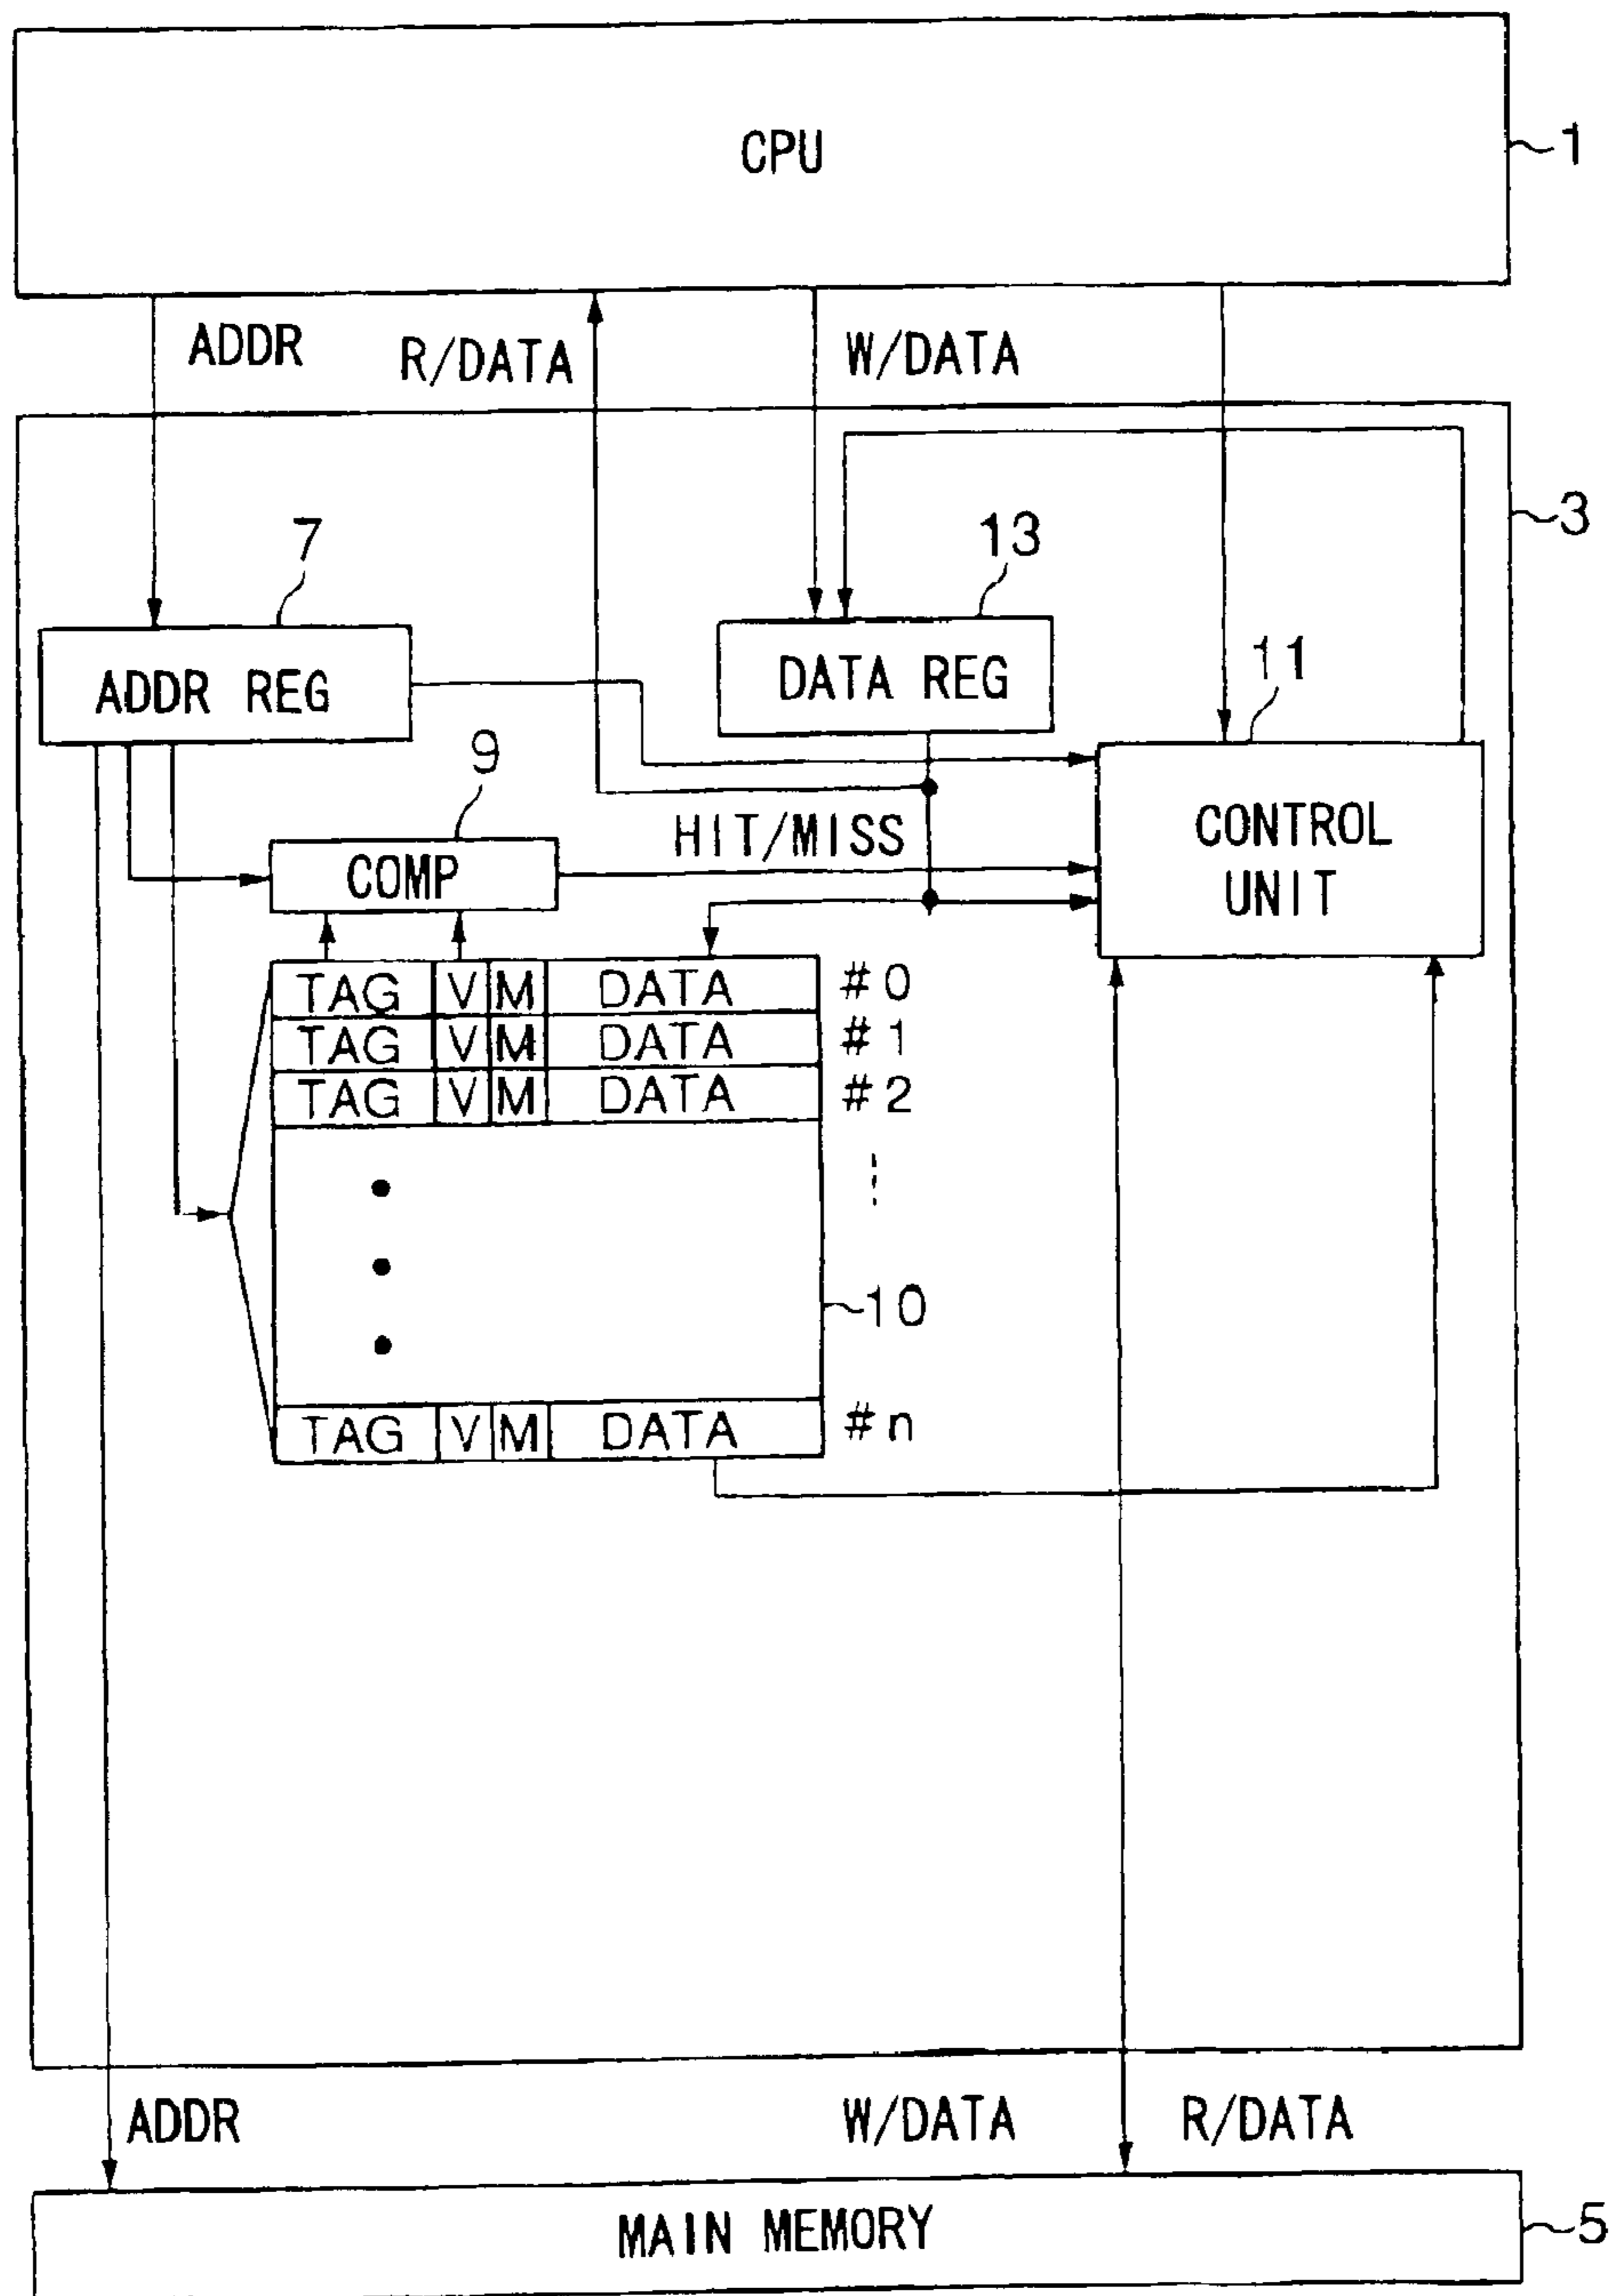 CPU
1
ADDR
R/DATA
W/DATA
3
7
13
ADDR REG
DATA REG
11
9
COMP
HIT/MISS
CONTROL
UNIT
TAG V M DATA #0
TAG V M DATA #1
TAG V M DATA #2
10
TAG V M DATA #n
ADDR
W/DATA
R/DATA
MAIN MEMORY
5